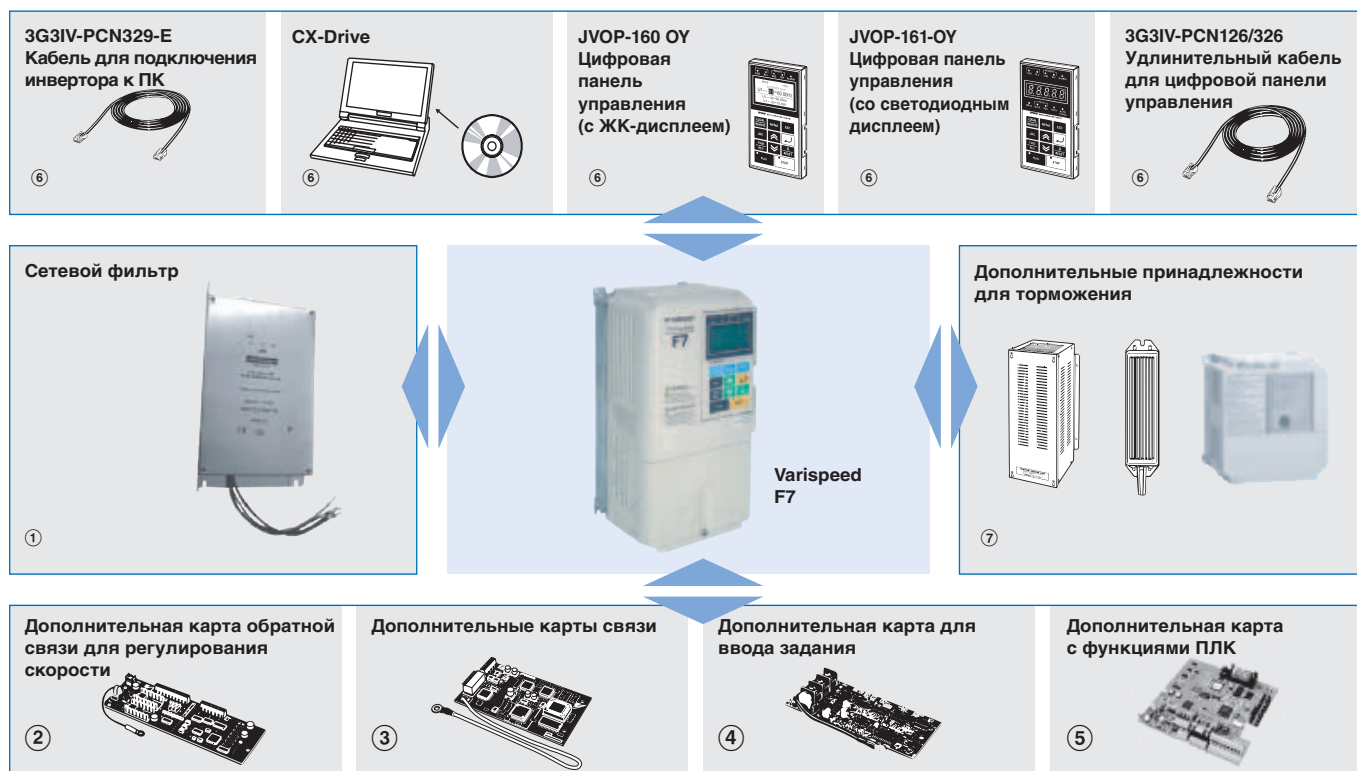 3G3IV-PCN329-E
Кабель для подключения
инвертора к ПК
⑥
CX-Drive
⑥
JVOP-160 OY
Цифровая
панель
управления
(с ЖК-дисплеем)
⑥
JVOP-161-OY
Цифровая панель
управления
(со светодиодным
дисплеем)
⑥
3G3IV-PCN126/326
Удлинительный кабель
для цифровой панели
управления
⑥
Сетевой фильтр
①
F7
Varispeed
F7
Дополнительные принадлежности
для торможения
⑦
Дополнительная карта обратной
связи для регулирования
скорости
②
Дополнительные карты связи
③
Дополнительная карта для
ввода задания
④
Дополнительная карта
с функциями ПЛК
⑤